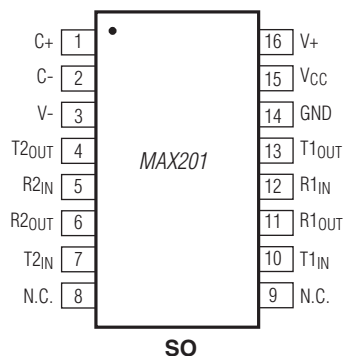 C+ 1 16 V+
C- 2 15 VCC
V- 3 14 GND
T2OUT 4 MAX201 13 T1OUT
R2IN 5 12 R1IN
R2OUT 6 11 R1OUT
T2IN 7 10 T1IN
N.C. 8 9 N.C.
SO